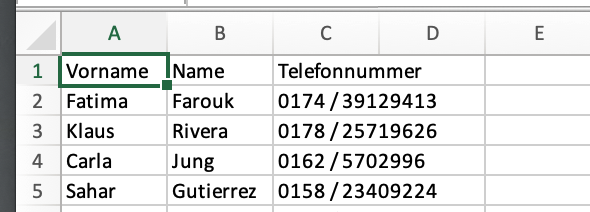 A B C D E
1 Vorname Name Telefonnummer
2 Fatima Farouk 0174 / 39129413
3 Klaus Rivera 0178 / 25719626
4 Carla Jung 0162 / 5702996
5 Sahar Gutierrez 0158 / 23409224